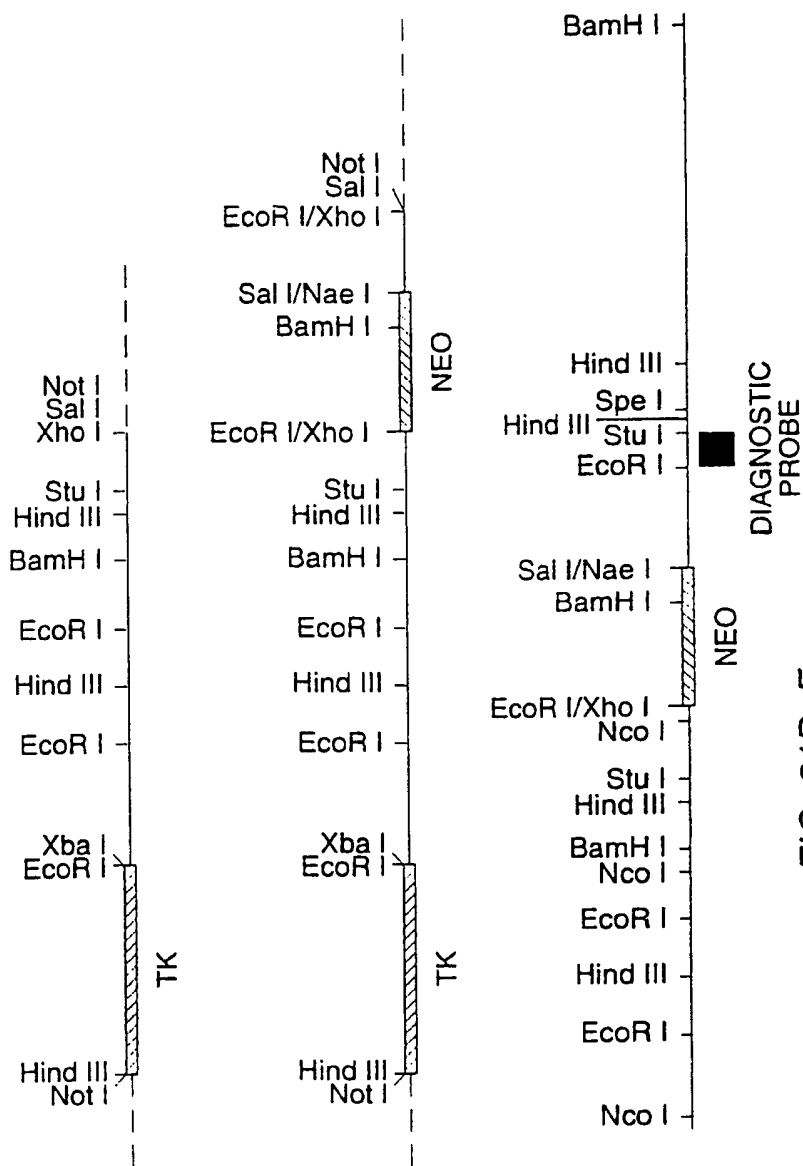 Not I
Sal I
Xho I
Stu I
Hind III
BamH I
EcoR I
Hind III
EcoR I
Xba I
EcoR I
TK
Hind III
Not I
Not I
Sal I
EcoR I/Xho I
Sal I/Nae I
BamH I
NEO
EcoR I/Xho I
Stu I
Hind III
BamH I
EcoR I
Hind III
EcoR I
Xba I
EcoR I
TK
Hind III
Not I
BamH I
Hind III
Spe I
Hind III
Stu I
EcoR I
DIAGNOSTIC
PROBE
Sal I/Nae I
BamH I
NEO
EcoR I/Xho I
Nco I
Stu I
Hind III
BamH I
Nco I
EcoR I
Hind III
EcoR I
Nco I